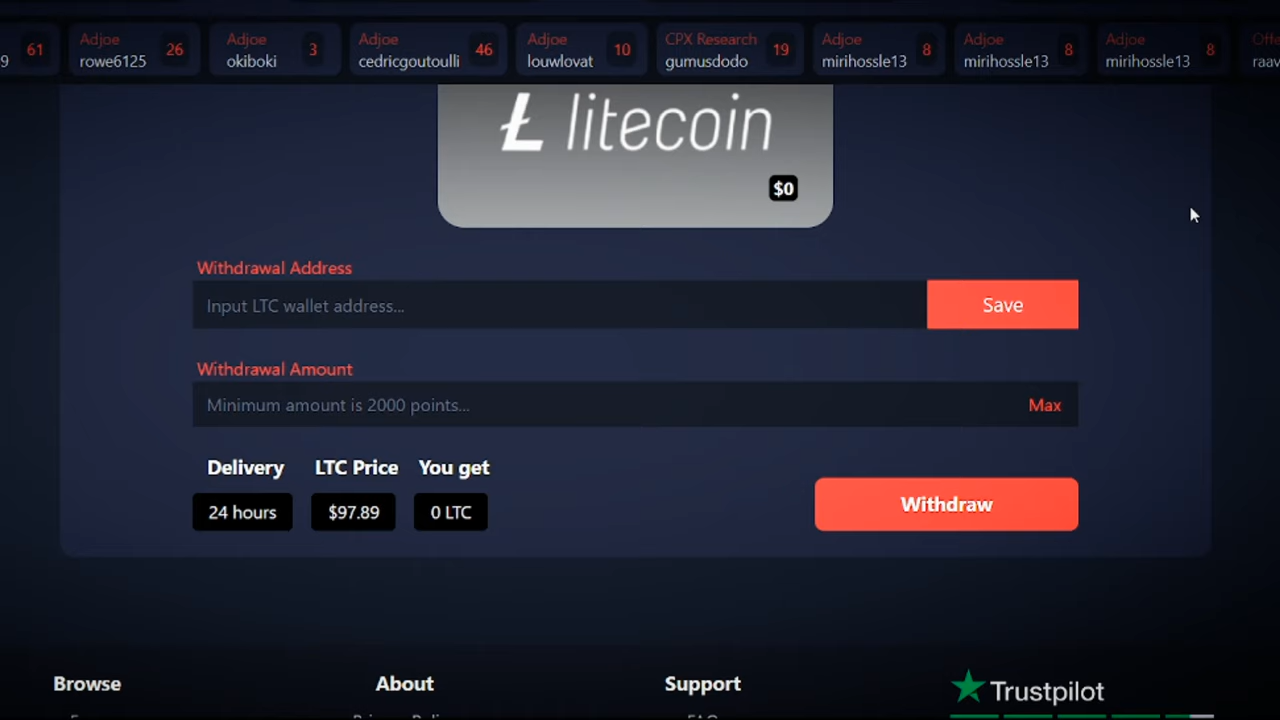 9 61 Adjoe rowe6125 26 Adjoe okiboki 3 Adjoe cedricgoutoulli 46 Adjoe louwlovat 10 CPX Research gumusdodo 19 Adjoe mirihossle13 8 Adjoe mirihossle13 8 Adjoe mirihossle13 8
litecoin
$0
Withdrawal Address
Input LTC wallet address...
Save
Withdrawal Amount
Minimum amount is 2000 points...
Max
Delivery LTC Price You get
24 hours $97.89 0 LTC
Withdraw
Browse About Support
Trustpilot